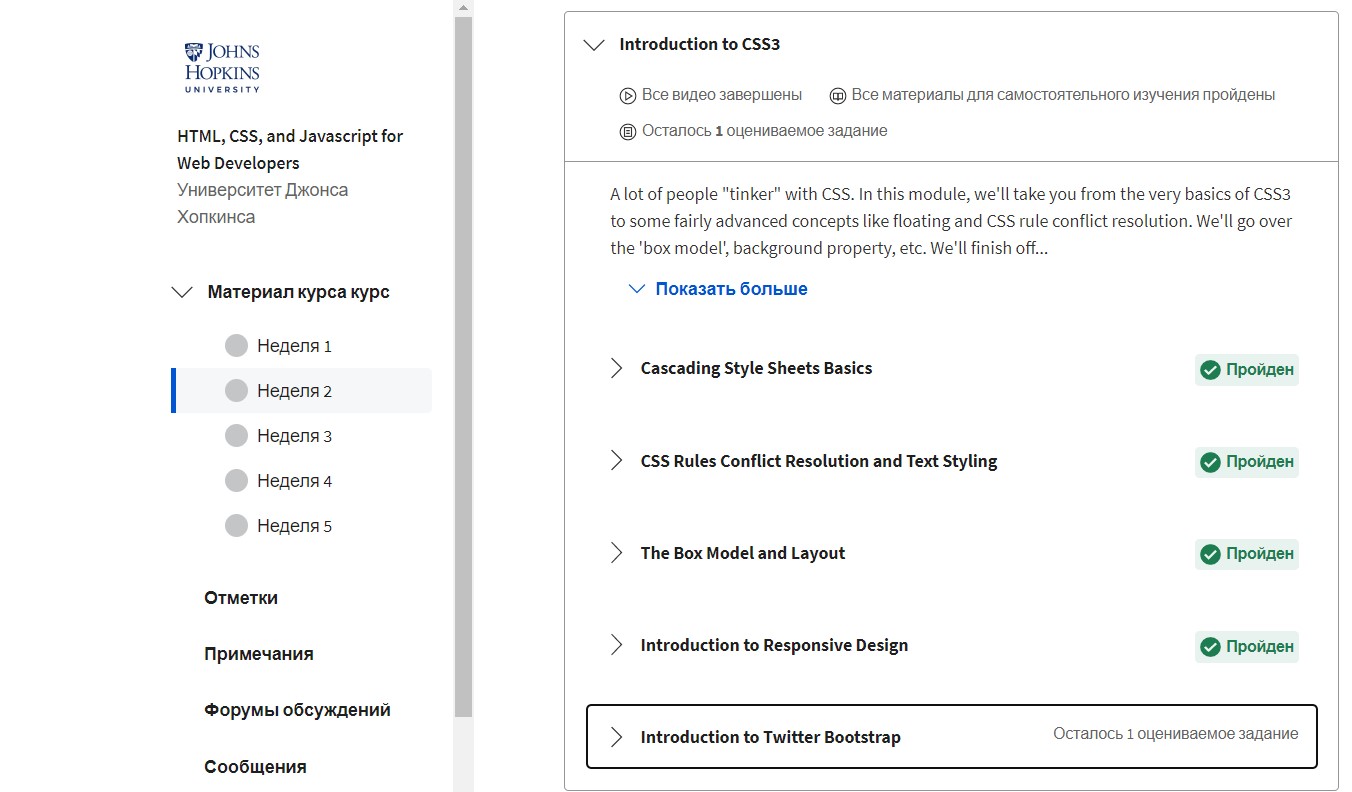 JOHNS
HOPKINS
UNIVERSITY
HTML, CSS, and Javascript for
Web Developers
Университет Джонса
Хопкинса
Материал курса курс
Неделя 1
Неделя 2
Неделя 3
Неделя 4
Неделя 5
Отметки
Примечания
Форумы обсуждений
Сообщения
Introduction to CSS3
Все видео завершены Все материалы для самостоятельного изучения пройдены
Осталось 1 оцениваемое задание
A lot of people "tinker" with CSS. In this module, we'll take you from the very basics of CSS3
to some fairly advanced concepts like floating and CSS rule conflict resolution. We'll go over
the 'box model', background property, etc. We'll finish off...
Показать больше
Cascading Style Sheets Basics Пройден
CSS Rules Conflict Resolution and Text Styling Пройден
The Box Model and Layout Пройден
Introduction to Responsive Design Пройден
Introduction to Twitter Bootstrap Осталось 1 оцениваемое задание